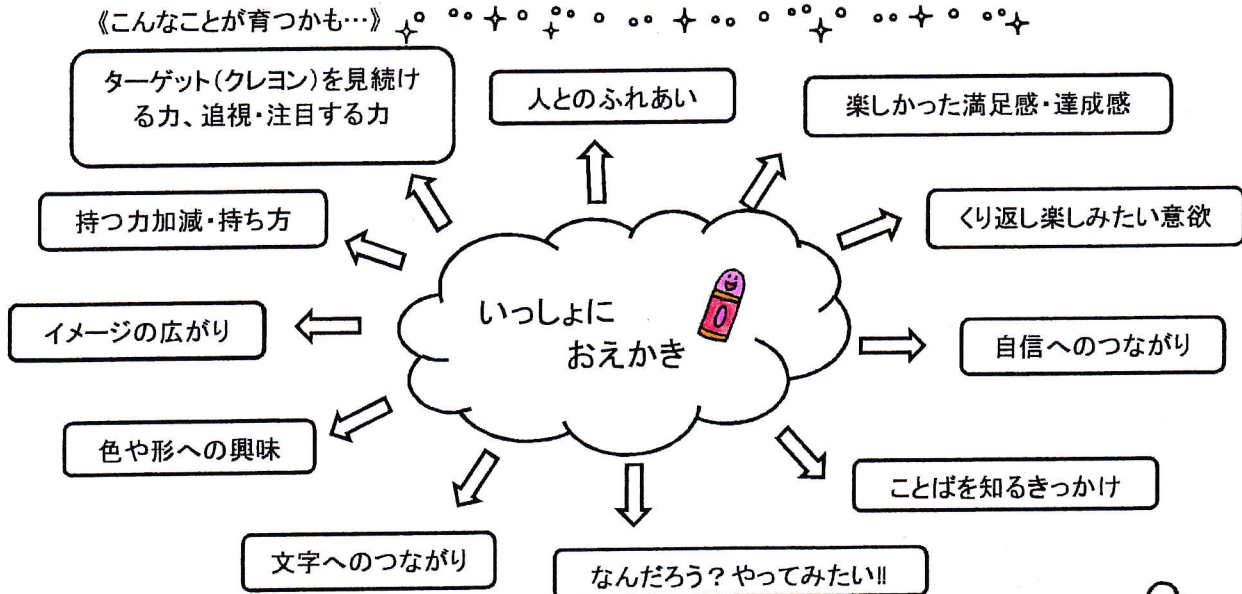 《こんなことが育つかも…》
ターゲット(クレヨン)を見続け
る力、追視・注目する力
人とのふれあい
楽しかった満足感・達成感
持つ力加減・持ち方
くり返し楽しみたい意欲
いっしょに
おえかき
イメージの広がり
自信へのつながり
色や形への興味
ことばを知るきっかけ
文字へのつながり
なんだろう?やってみたい!!